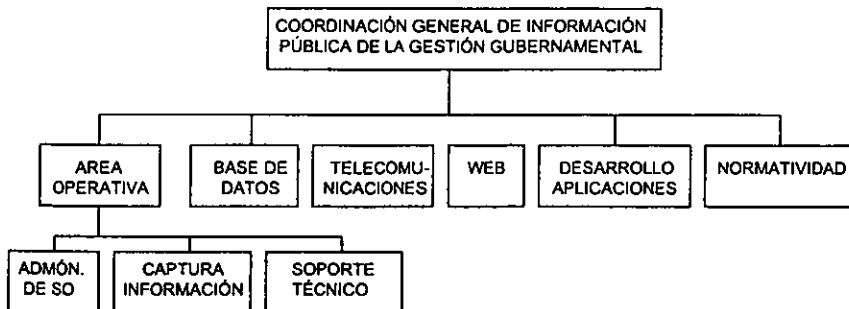 COORDINACIÓN GENERAL DE INFORMACIÓN
PÚBLICA DE LA GESTIÓN GUBERNAMENTAL
AREA
OPERATIVA
BASE DE
DATOS
TELECOMU-
NICACIONES
WEB
DESARROLLO
APLICACIONES
NORMATIVIDAD
ADMÓN.
DE SO
CAPTURA
INFORMACIÓN
SOPORTE
TÉCNICO